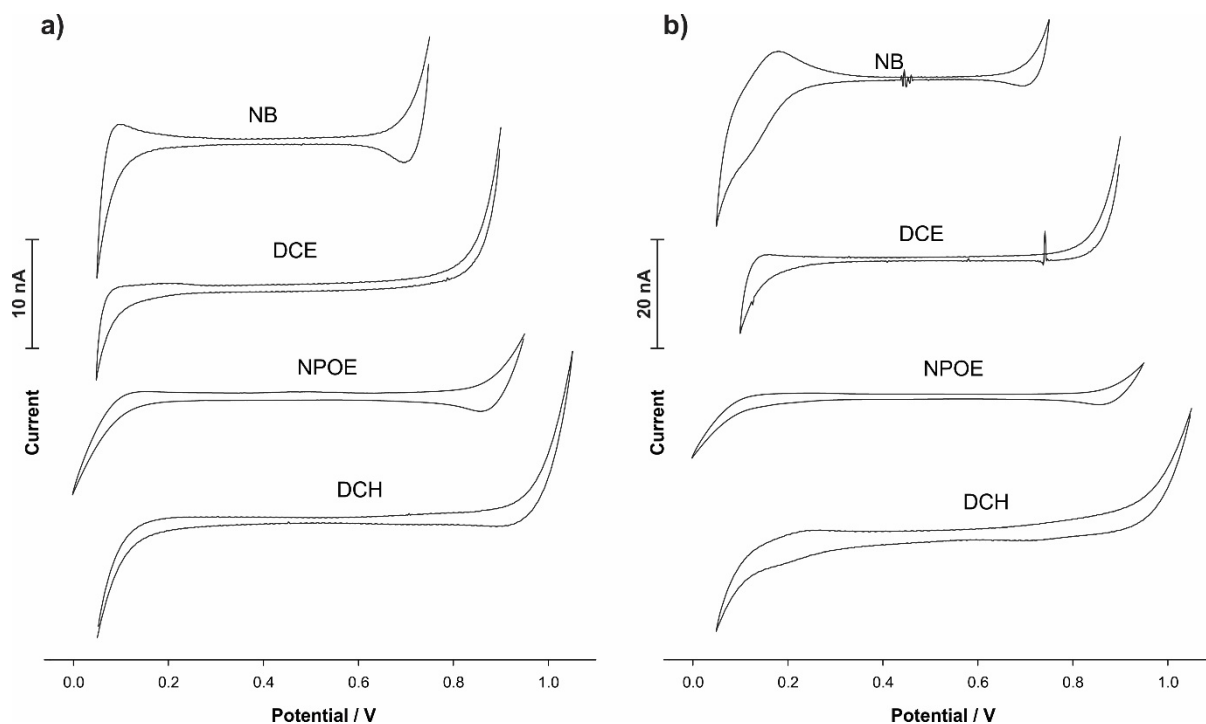 a)
NB
DCE
10 nA
NPOE
Current
DCH
0.0 0.2 0.4 0.6 0.8 1.0
Potential / V
b)
NB
DCE
20 nA
NPOE
Current
DCH
0.0 0.2 0.4 0.6 0.8 1.0
Potential / V